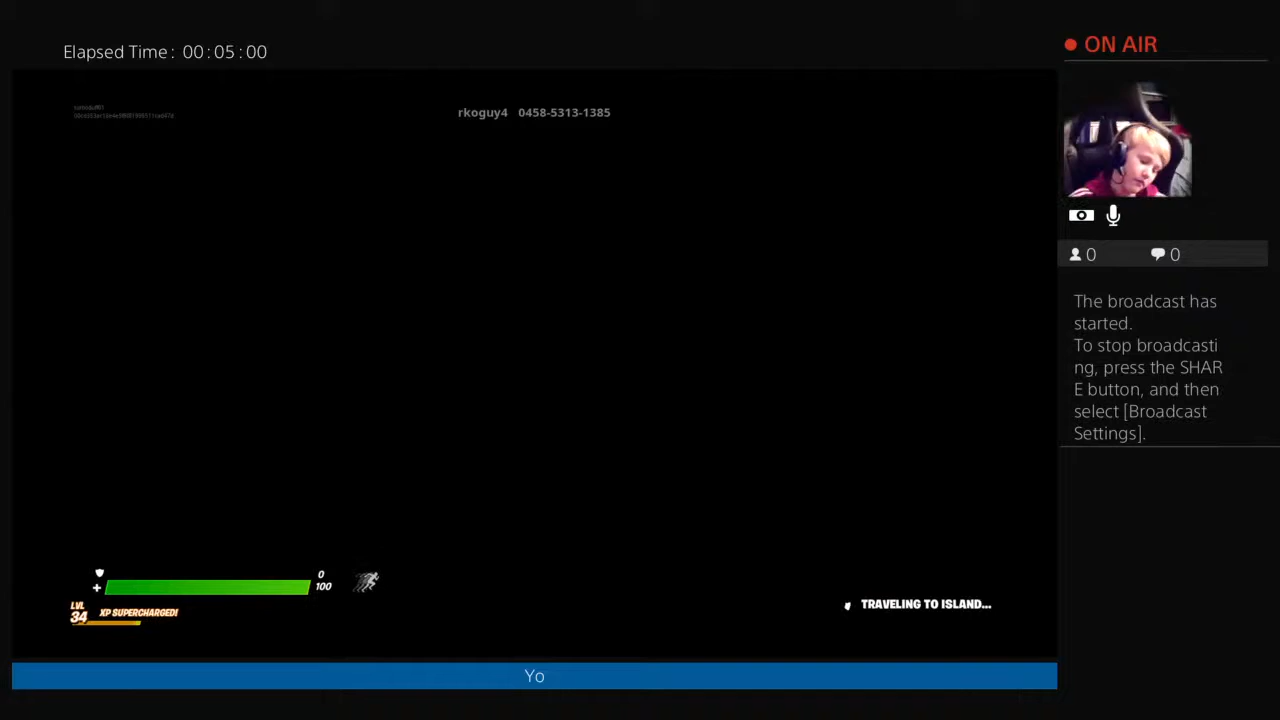 Elapsed Time: 00:05:00
ON AIR
rkoguy4 0458-5313-1385
0
0
The broadcast has
started.
To stop broadcasti
ng, press the SHAR
E button, and then
select [Broadcast
Settings].
0
100
LVL
34
XP SUPERCHARGED!
TRAVELING TO ISLAND...
Yo